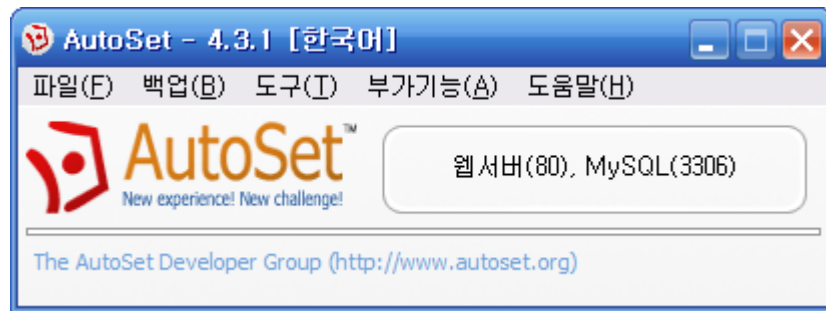 AutoSet - 4.3.1 [한국어]
파일(F) 백업(B) 도구(T) 부가기능(A) 도움말(H)
AutoSet™
New experience! New challenge!
웹서버(80), MySQL(3306)
The AutoSet Developer Group (http://www.autoset.org)